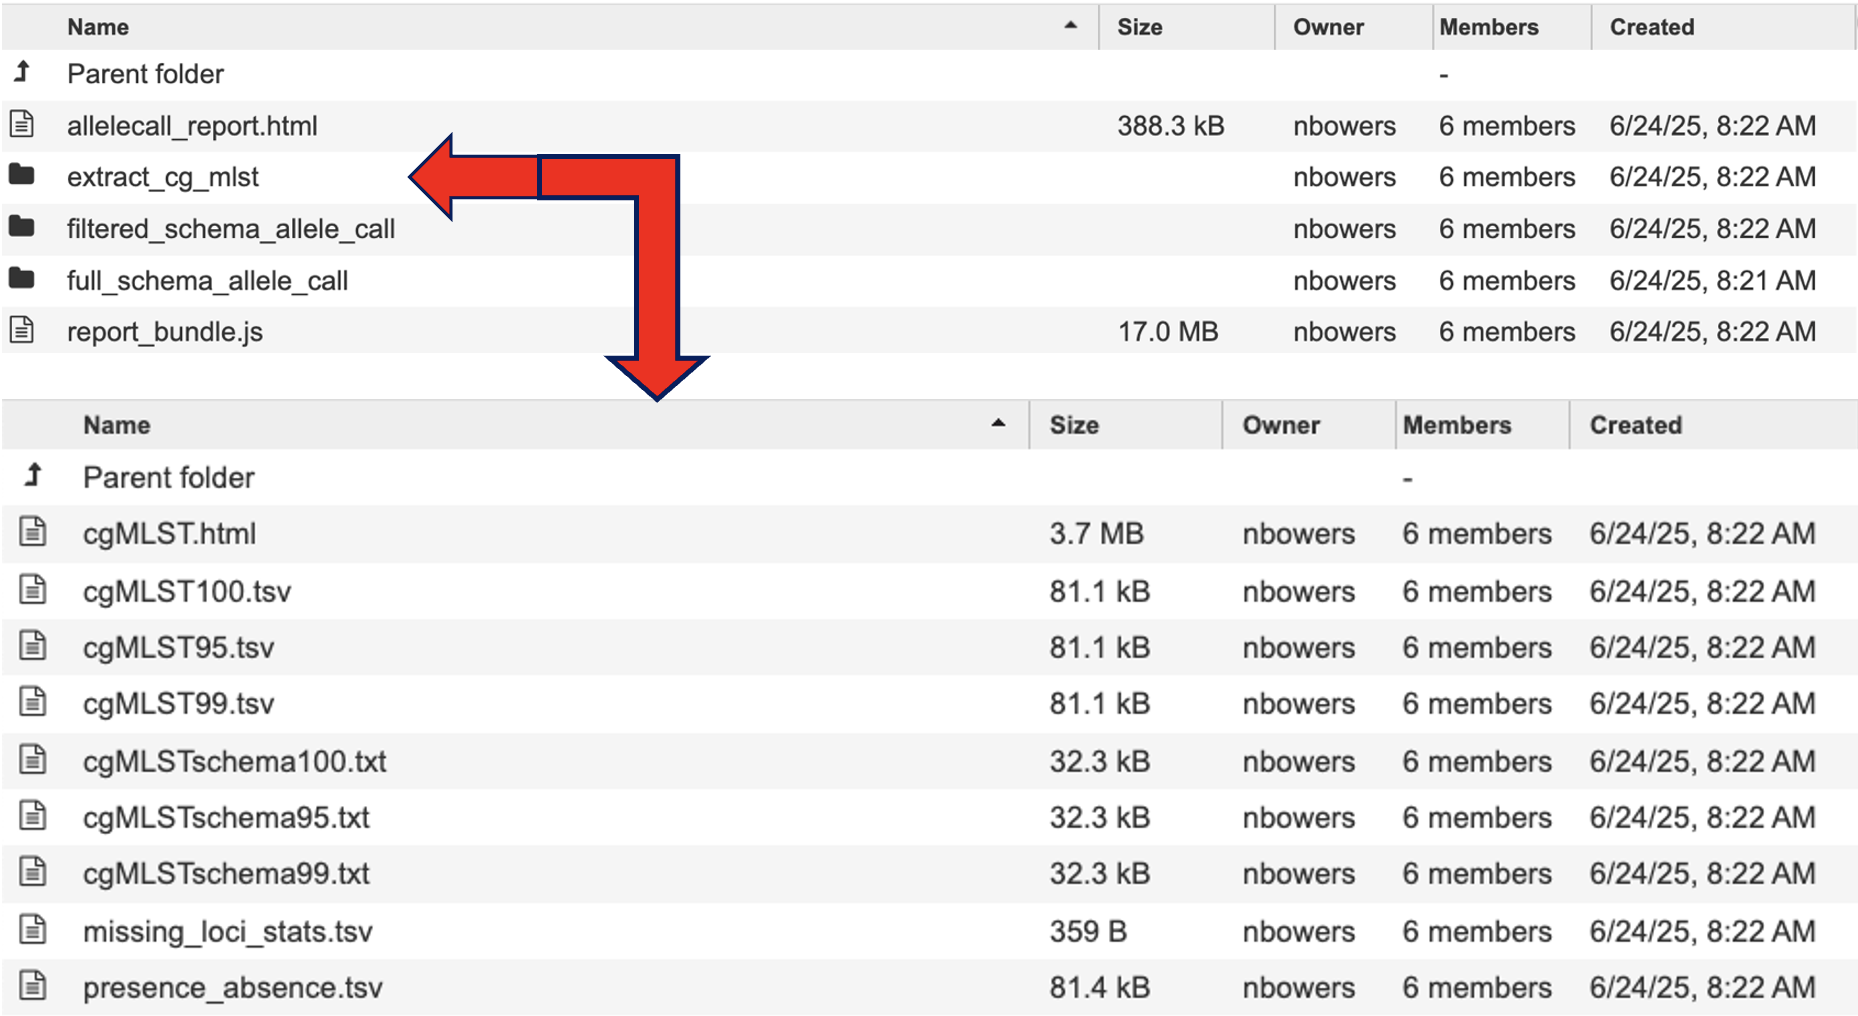 Name Size Owner Members Created
Parent folder -
allelecall_report.html 388.3 kB nbowers 6 members 6/24/25, 8:22 AM
extract_cg_mlst nbowers 6 members 6/24/25, 8:22 AM
filtered_schema_allele_call nbowers 6 members 6/24/25, 8:22 AM
full_schema_allele_call nbowers 6 members 6/24/25, 8:21 AM
report_bundle.js 17.0 MB nbowers 6 members 6/24/25, 8:22 AM
Name Size Owner Members Created
Parent folder -
cgMLST.html 3.7 MB nbowers 6 members 6/24/25, 8:22 AM
cgMLST100.tsv 81.1 kB nbowers 6 members 6/24/25, 8:22 AM
cgMLST95.tsv 81.1 kB nbowers 6 members 6/24/25, 8:22 AM
cgMLST99.tsv 81.1 kB nbowers 6 members 6/24/25, 8:22 AM
cgMLSTschema100.txt 32.3 kB nbowers 6 members 6/24/25, 8:22 AM
cgMLSTschema95.txt 32.3 kB nbowers 6 members 6/24/25, 8:22 AM
cgMLSTschema99.txt 32.3 kB nbowers 6 members 6/24/25, 8:22 AM
missing_loci_stats.tsv 359 B nbowers 6 members 6/24/25, 8:22 AM
presence_absence.tsv 81.4 kB nbowers 6 members 6/24/25, 8:22 AM